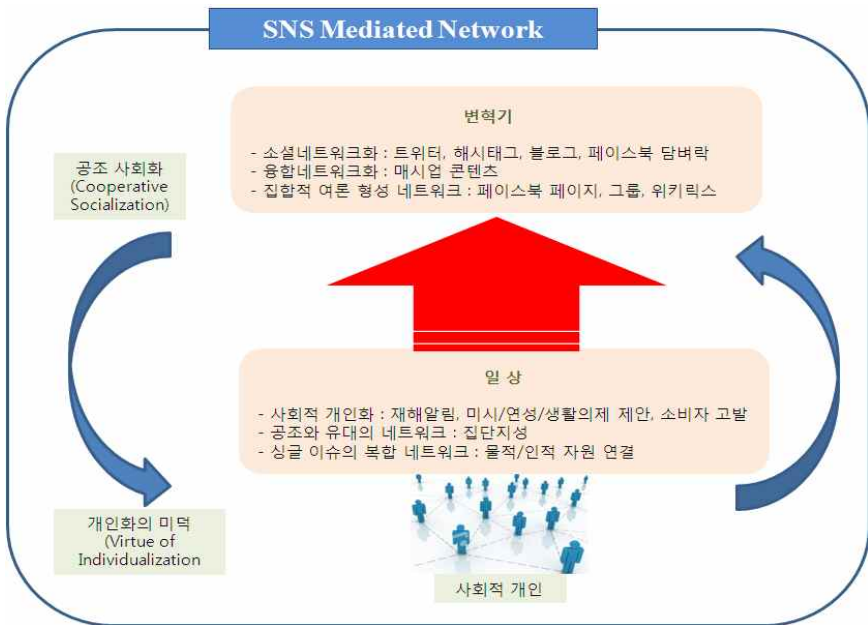 SNS Mediated Network
변혁기
- 소셜네트워크화 : 트위터, 해시태그, 블로그, 페이스북 담벼락
- 융합네트워크화 : 매시업 콘텐츠
- 집합적 여론 형성 네트워크 : 페이스북 페이지, 그룹, 위키릭스
공조 사회화
(Cooperative
Socialization)
일 상
- 사회적 개인화 : 재해알림, 미시/연성/생활의제 제안, 소비자 고발
- 공조와 유대의 네트워크 : 집단지성
- 싱글 이슈의 복합 네트워크 : 물적/인적 자원 연결
개인화의 미덕
(Virtue of
Individualization
사회적 개인